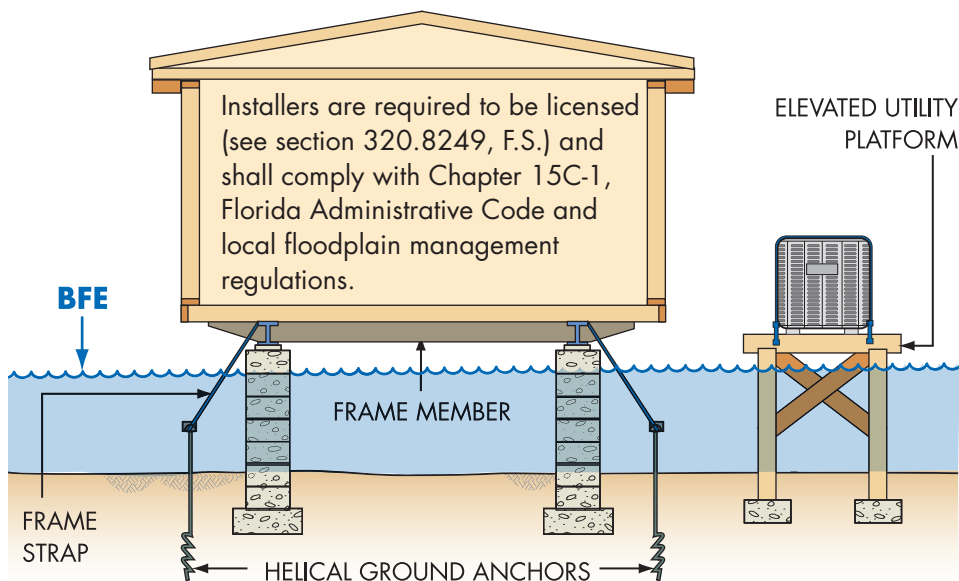 Installers are required to be licensed
(see section 320.8249, F.S.) and
shall comply with Chapter 15C-1,
Florida Administrative Code and
local floodplain management
regulations.
ELEVATED UTILITY
PLATFORM
BFE
FRAME MEMBER
FRAME
STRAP
HELICAL GROUND ANCHORS